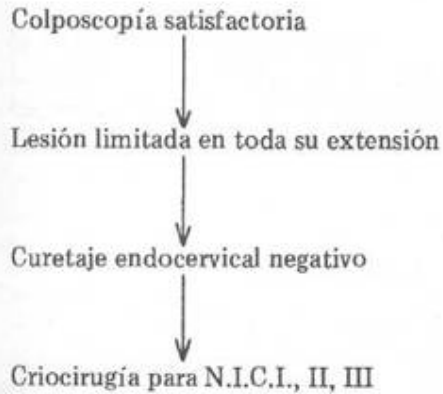 Colposcopía satisfactoria
Lesión limitada en toda su extensión
Curetaje endocervical negativo
Criocirugía para N.I.C.I., II, III